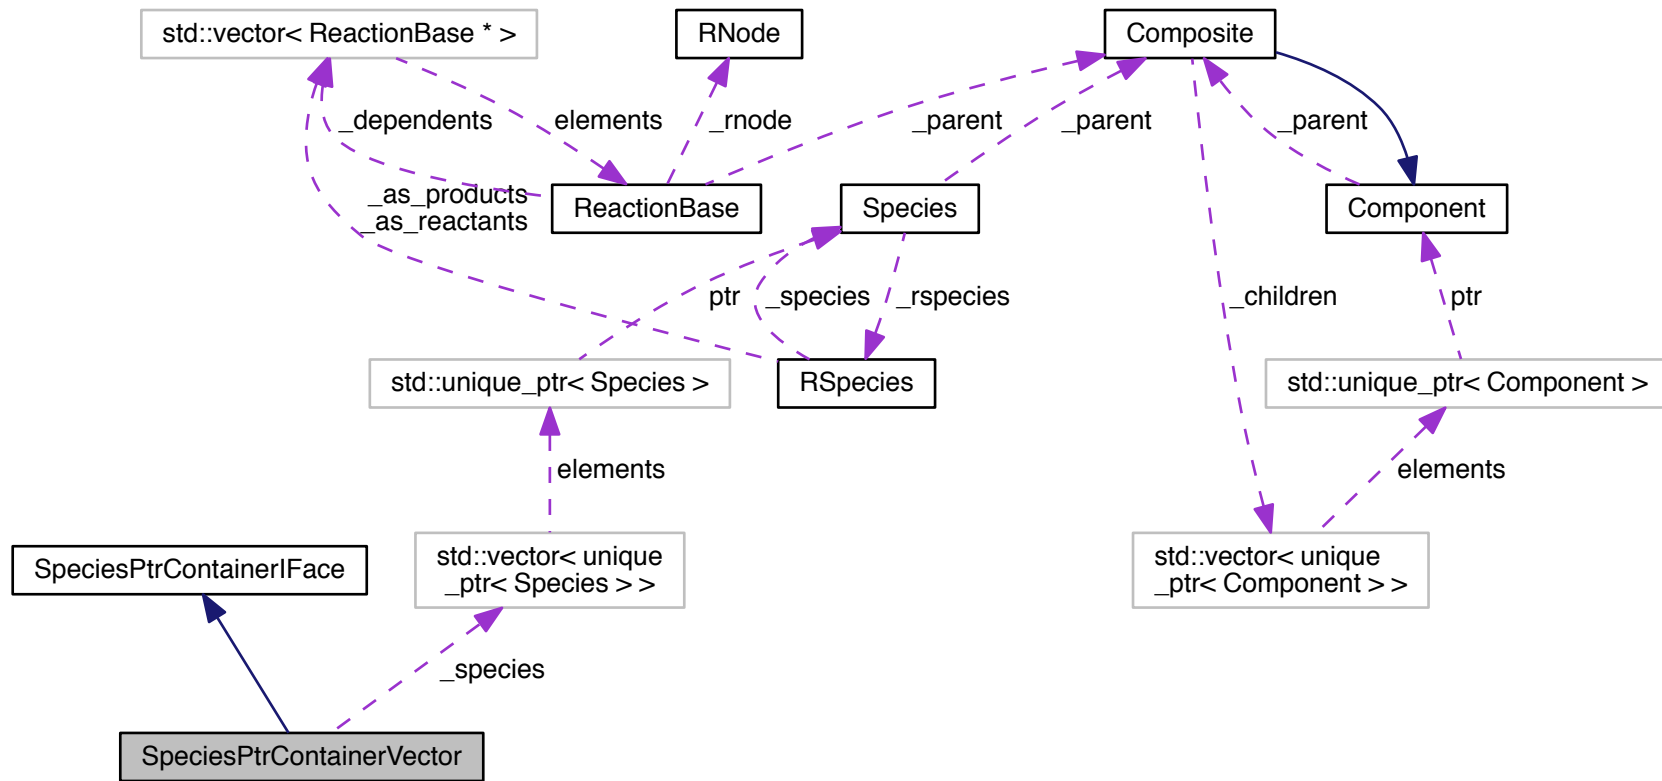 std::vector< ReactionBase * >
RNode
Composite
_dependents
elements
_rnode
_parent
_parent
_parent
_as_products
_as_reactants
ReactionBase
Species
Component
ptr
_species
_rspecies
_children
ptr
std::unique_ptr< Species >
RSpecies
std::unique_ptr< Component >
elements
elements
SpeciesPtrContainerIFace
std::vector< unique
_ptr< Species > >
std::vector< unique
_ptr< Component > >
_species
SpeciesPtrContainerVector